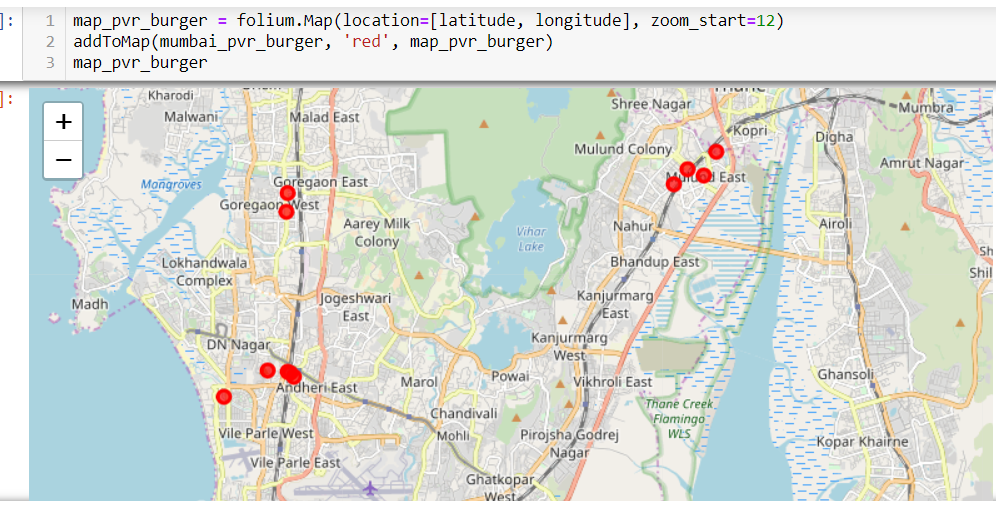 ]:
1 map_pvr_burger = folium.Map(location=[latitude, longitude], zoom_start=12)
2 addToMap(mumbai_pvr_burger, 'red', map_pvr_burger)
3 map_pvr_burger
]:
+
−
Kharodi
Malwani
Malad East
Shree Nagar
Kopri
Mumbra
Digha
Mulund Colony
Amrut Nagar
Mangroves
Goregaon East
Goregaon West
Aarey Milk
Colony
Vihar
Lake
Nahur
Airoli
Lokhandwala
Complex
Bhandup East
Madh
Jogeshwari
East
Kanjurmarg
East
DN Nagar
Kanjurmarg
West
Andheri East
Marol
Powai
Vikhroli East
Ghansoli
Thane Creek
Flamingo
WLS
Chandivali
Vile Parle West
Mohli
Pirojsha Godrej
Nagar
Kopar Khairne
Vile Parle East
Ghatkopar
West